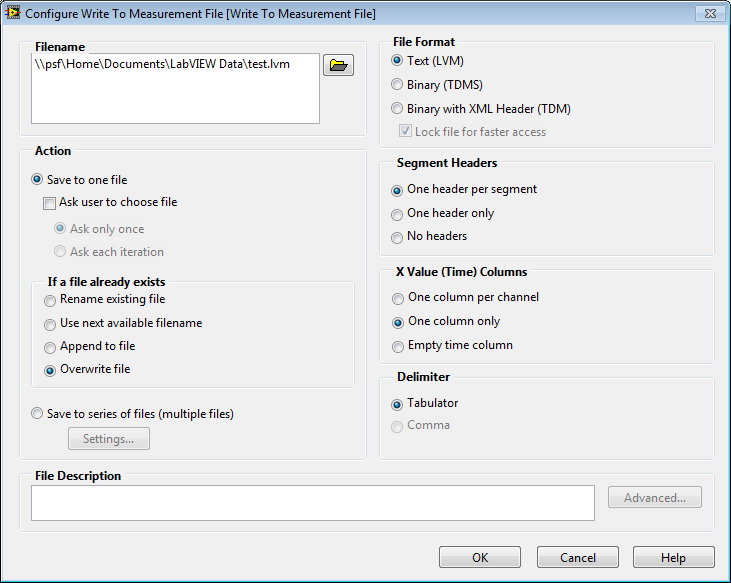 Configure Write To Measurement File [Write To Measurement File]
Filename
\\psf\Home\Documents\LabVIEW Data\test.lvm
Action
Save to one file
Ask user to choose file
Ask only once
Ask each iteration
If a file already exists
Rename existing file
Use next available filename
Append to file
Overwrite file
Save to series of files (multiple files)
Settings...
File Format
Text (LVM)
Binary (TDMS)
Binary with XML Header (TDM)
Lock file for faster access
Segment Headers
One header per segment
One header only
No headers
X Value (Time) Columns
One column per channel
One column only
Empty time column
Delimiter
Tabulator
Comma
File Description
Advanced...
OK
Cancel
Help